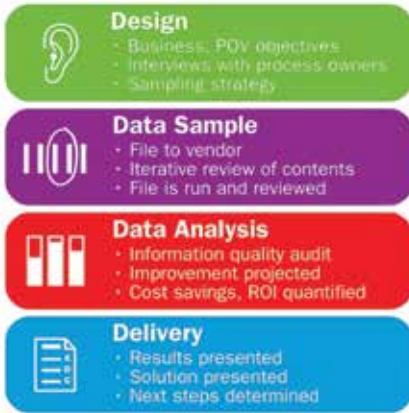 Design
• Business, POV objectives
• Interviews with process owners
• Sampling strategy
Data Sample
• File to vendor
• Iterative review of contents
• File is run and reviewed
Data Analysis
• Information quality audit
• Improvement projected
• Cost savings, ROI quantified
Delivery
• Results presented
• Solution presented
• Next steps determined